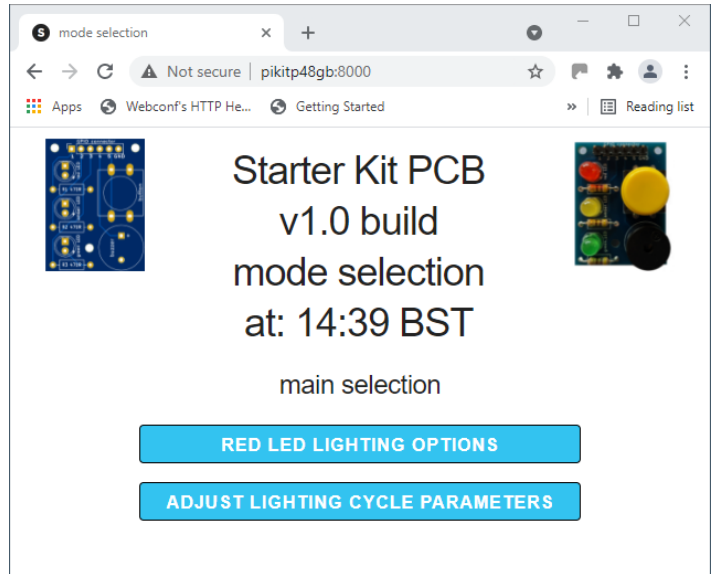 S mode selection
Not secure | pikitp48gb:8000
Apps Webconf's HTTP He... Getting Started » Reading list
Starter Kit PCB
v1.0 build
mode selection
at: 14:39 BST
main selection
RED LED LIGHTING OPTIONS
ADJUST LIGHTING CYCLE PARAMETERS